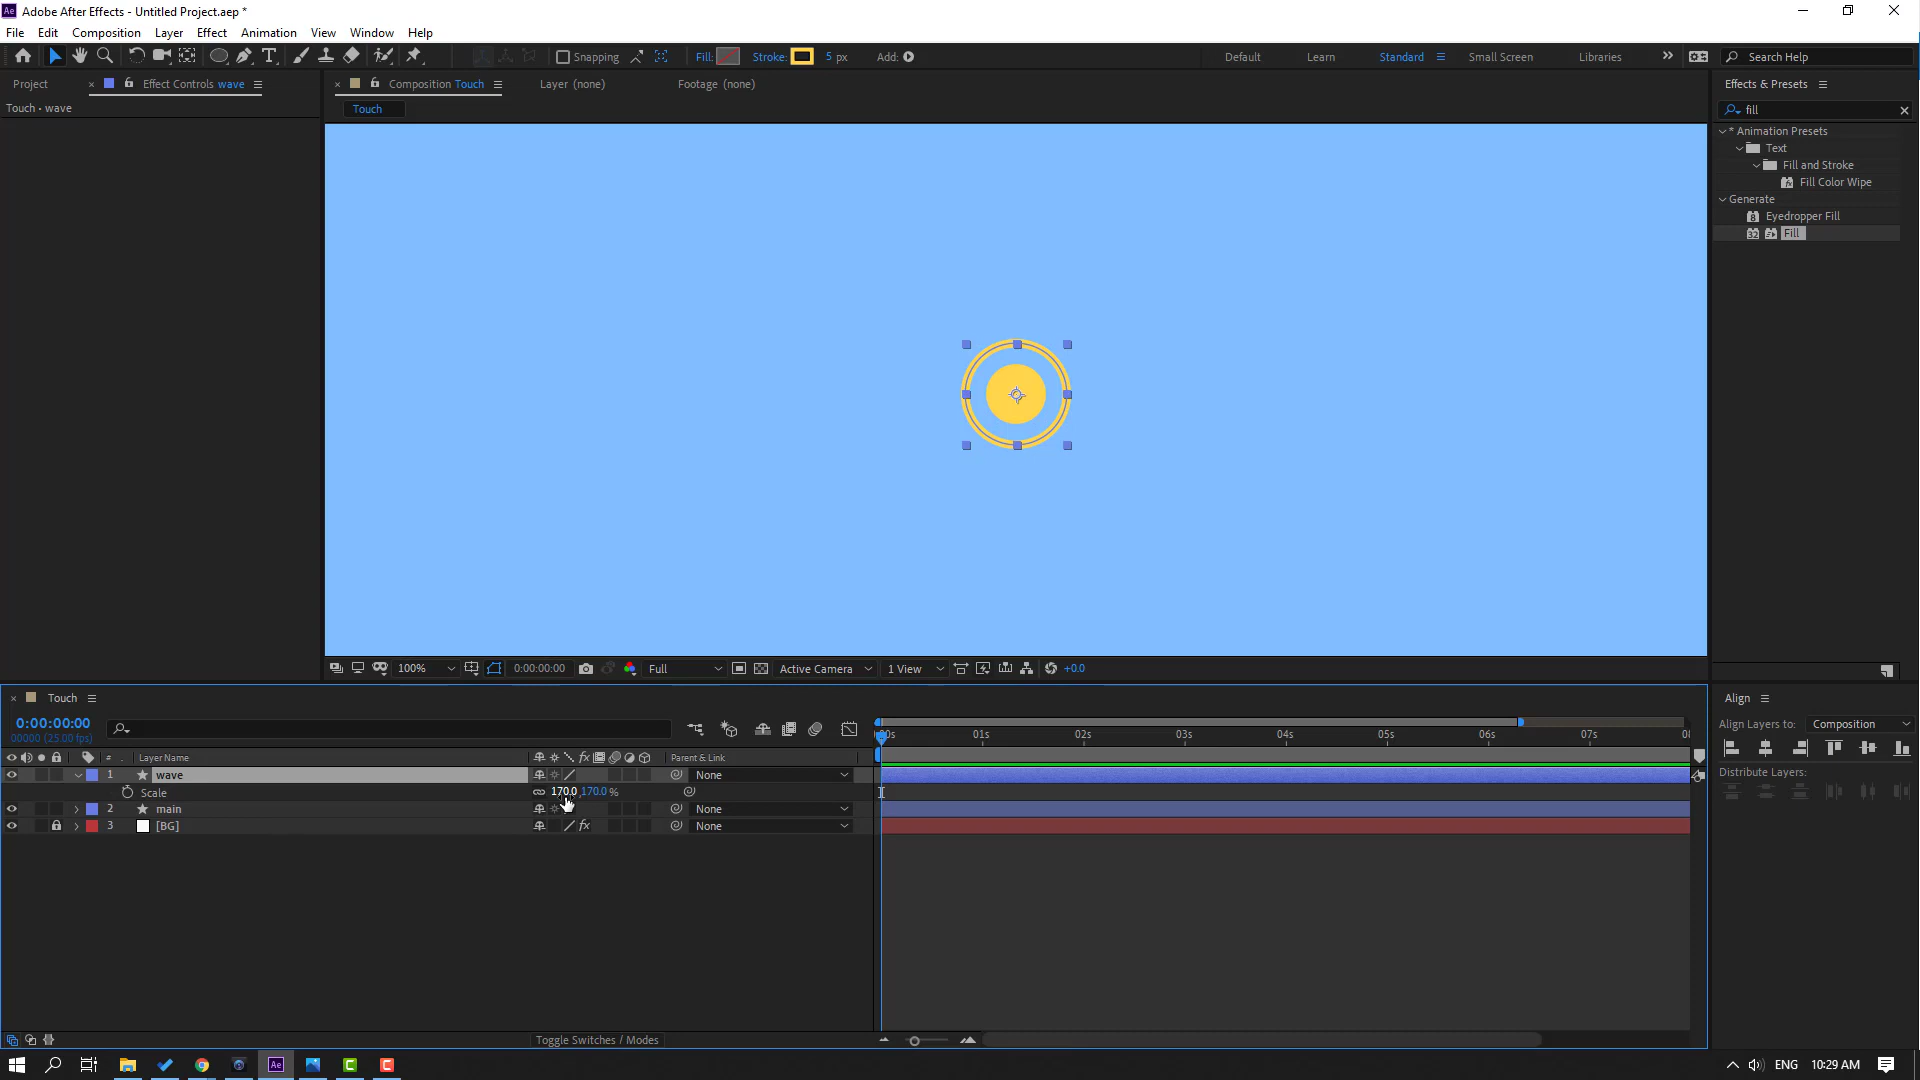 Ae Adobe After Effects - Untitled Project.aep *
File Edit Composition Layer Effect Animation View Window Help
Snapping Fill: Stroke: 5 px Add: Default Learn Standard Small Screen Libraries Search Help
Project Effect Controls wave Composition Touch Layer (none) Footage (none) Effects & Presets
Touch • wave Touch fill
* Animation Presets
Text
Fill and Stroke
Fill Color Wipe
Generate
Eyedropper Fill
32 Fill
100% 0:00:00:00 Full Active Camera 1 View +0.0
Touch Align
0:00:00:00
00000 (25.00 fps)
Align Layers to: Composition
01s 02s 03s 04s 05s 06s 07s
# . Layer Name fx Parent & Link
1 wave None
Distribute Layers:
Scale 170.0,170.0 %
2 main None
3 [BG] fx None
Toggle Switches / Modes
Ae ENG 10:29 AM